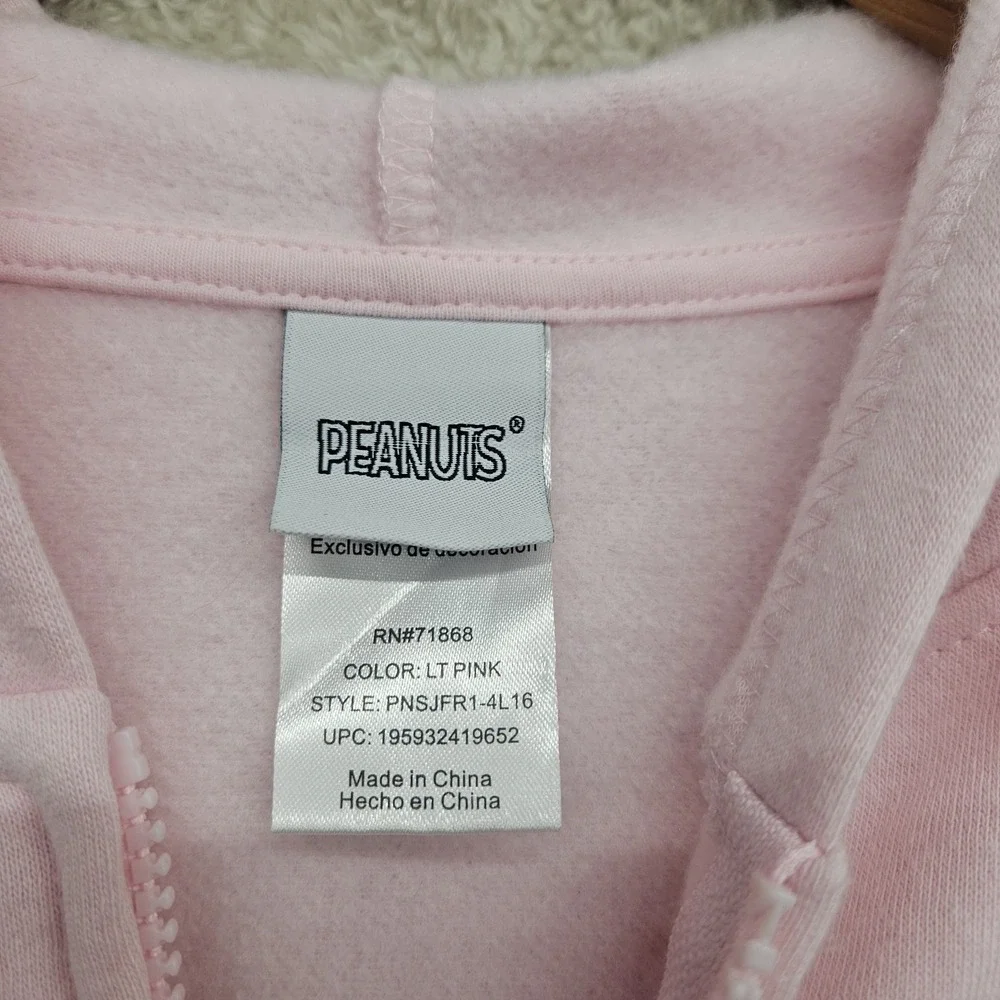 PEANUTS®
Exclusivo de decoración
RN#71868
COLOR: LT PINK
STYLE: PNSJFR1-4L16
UPC: 195932419652
Made in China
Hecho en China